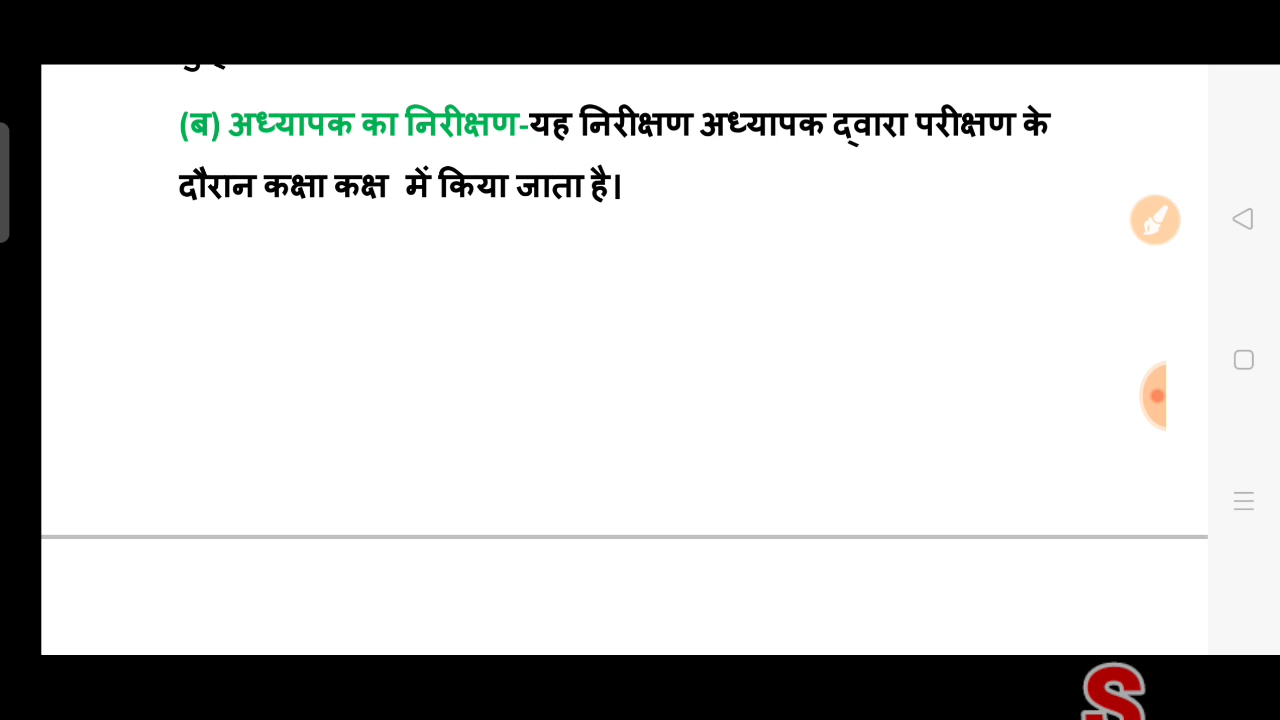 (ब) अध्यापक का निरीक्षण-यह निरीक्षण अध्यापक द्वारा परीक्षण के
दौरान कक्षा कक्ष में किया जाता है।
S